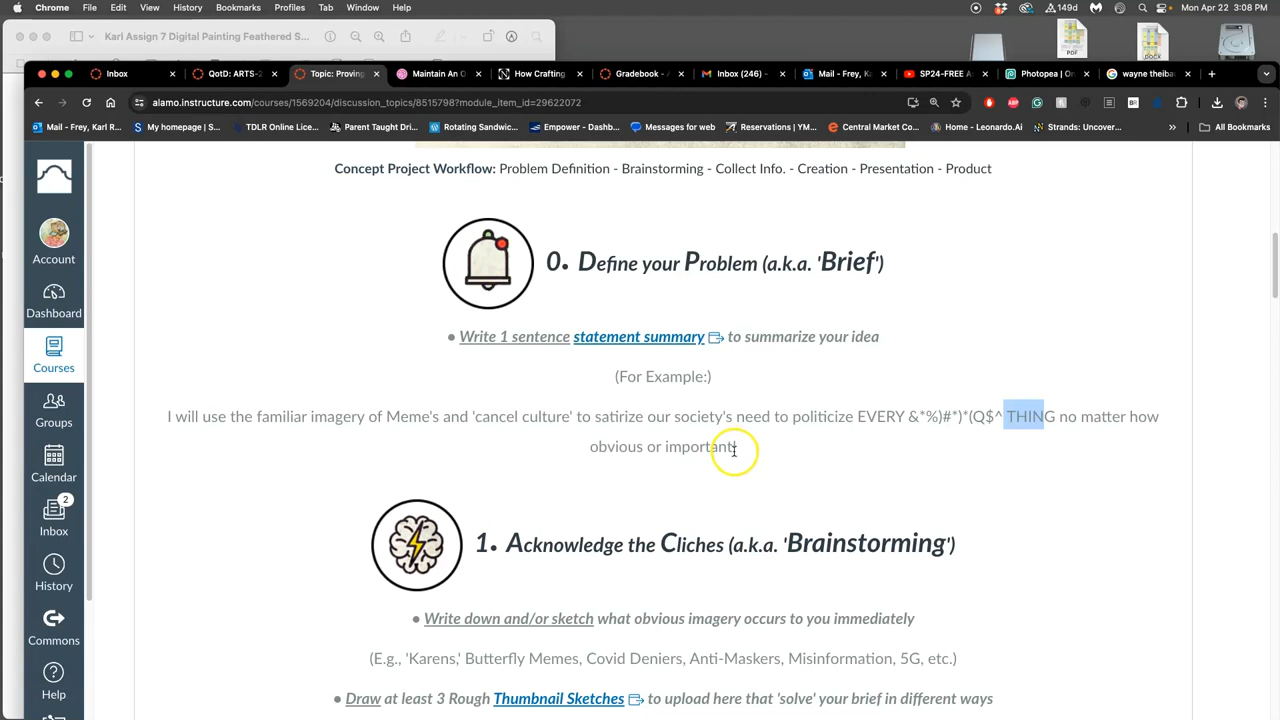 Chrome File Edit View History Bookmarks Profiles Tab Window Help 149d Mon Apr 22 3:08 PM
Karl Assign 7 Digital Painting Feathered S...
PDF DOCX
Inbox QotD: ARTS-2 Topic: Proving Maintain An O How Crafting Gradebook - Inbox (246) - Mail - Frey, Ka SP24-FREE A Photopea | On wayne theiba
alamo.instructure.com/courses/1569204/discussion_topics/8515798?module_item_id=29622072
Mail - Frey, Karl R... My homepage | S... TDLR Online Lice... Parent Taught Dri... Rotating Sandwic... Empower - Dashb... Messages for web Reservations | YM... Central Market Co... Home - Leonardo.Ai Strands: Uncover... » All Bookmarks
Concept Project Workflow: Problem Definition - Brainstorming - Collect Info. - Creation - Presentation - Product
Account
Dashboard
Courses
Groups
Calendar
2
Inbox
History
Commons
Help
0. Define your Problem (a.k.a. 'Brief')
• Write 1 sentence statement summary to summarize your idea
(For Example:)
I will use the familiar imagery of Meme's and 'cancel culture' to satirize our society's need to politicize EVERY &*%)#*)*(Q$^ THING no matter how
obvious or important!
1. Acknowledge the Cliches (a.k.a. 'Brainstorming')
• Write down and/or sketch what obvious imagery occurs to you immediately
(E.g., 'Karens,' Butterfly Memes, Covid Deniers, Anti-Maskers, Misinformation, 5G, etc.)
• Draw at least 3 Rough Thumbnail Sketches to upload here that 'solve' your brief in different ways